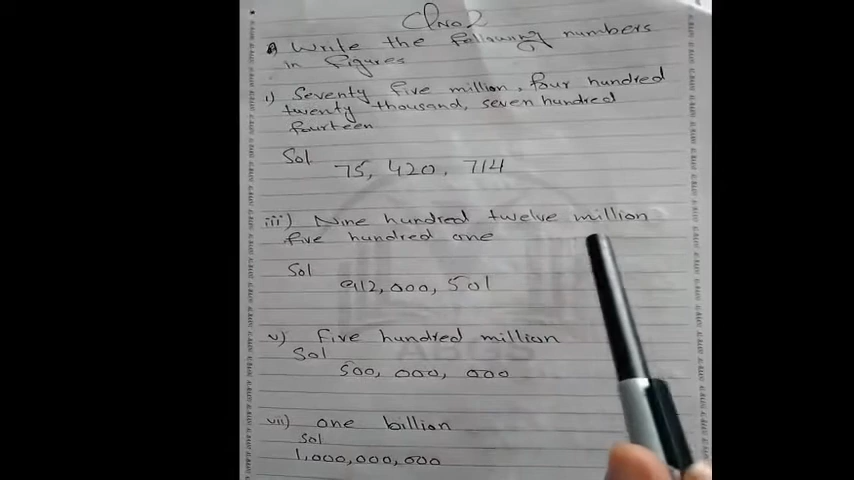 Q No 2
Write the following numbers
in figures
i) Seventy five million, four hundred
twenty thousand, seven hundred
fourteen
Sol
75, 420, 714
iii) Nine hundred twelve million
five hundred one
Sol
912,000, 501
v) Five hundred million
Sol
500, 000, 000
vii) one billion
Sol
1,000,000,000